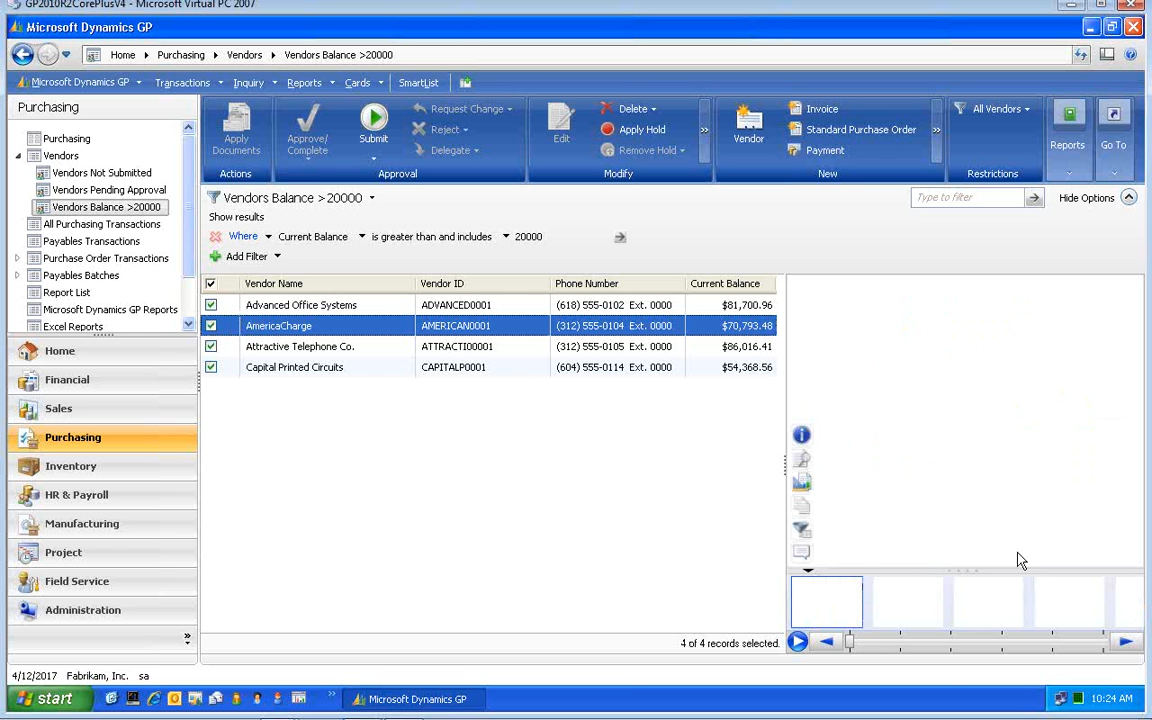 GP2010R2CorePlusV4 - Microsoft Virtual PC 2007
Microsoft Dynamics GP
Home Purchasing Vendors Vendors Balance >20000
Microsoft Dynamics GP Transactions Inquiry Reports Cards SmartList
Purchasing
Purchasing
Vendors
Vendors Not Submitted
Vendors Pending Approval
Vendors Balance >20000
All Purchasing Transactions
Payables Transactions
Purchase Order Transactions
Payables Batches
Report List
Microsoft Dynamics GP Reports
Excel Reports
Home
Financial
Sales
Purchasing
Inventory
HR & Payroll
Manufacturing
Project
Field Service
Administration
»
Apply Documents
Actions
Approve/ Complete
Submit
Request Change
Reject
Delegate
Approval
Edit
Delete
Apply Hold
Remove Hold
»
Modify
Vendor
Invoice
Standard Purchase Order
Payment
»
New
All Vendors
Restrictions
Reports
Go To
Vendors Balance >20000
Type to filter
Hide Options
Show results
Where Current Balance is greater than and includes 20000
Add Filter
Vendor Name Vendor ID Phone Number Current Balance
Advanced Office Systems ADVANCED0001 (618) 555-0102 Ext. 0000 $81,700.96
AmericaCharge AMERICAN0001 (312) 555-0104 Ext. 0000 $70,793.48
Attractive Telephone Co. ATTRACTI00001 (312) 555-0105 Ext. 0000 $86,016.41
Capital Printed Circuits CAPITALP0001 (604) 555-0114 Ext. 0000 $54,368.56
4 of 4 records selected.
4/12/2017 Fabrikam, Inc. sa
start
»
Microsoft Dynamics GP
10:24 AM